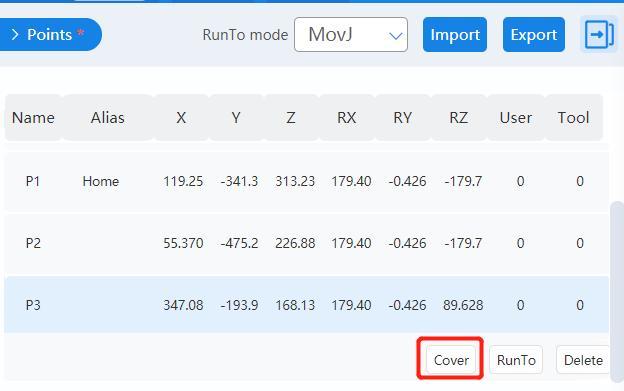 > Points * RunTo mode MovJ Import Export
Name Alias X Y Z RX RY RZ User Tool
P1 Home 119.25 -341.3 313.23 179.40 -0.426 -179.7 0 0
P2 55.370 -475.2 226.88 179.40 -0.426 -179.7 0 0
P3 347.08 -193.9 168.13 179.40 -0.426 89.628 0 0
Cover RunTo Delete